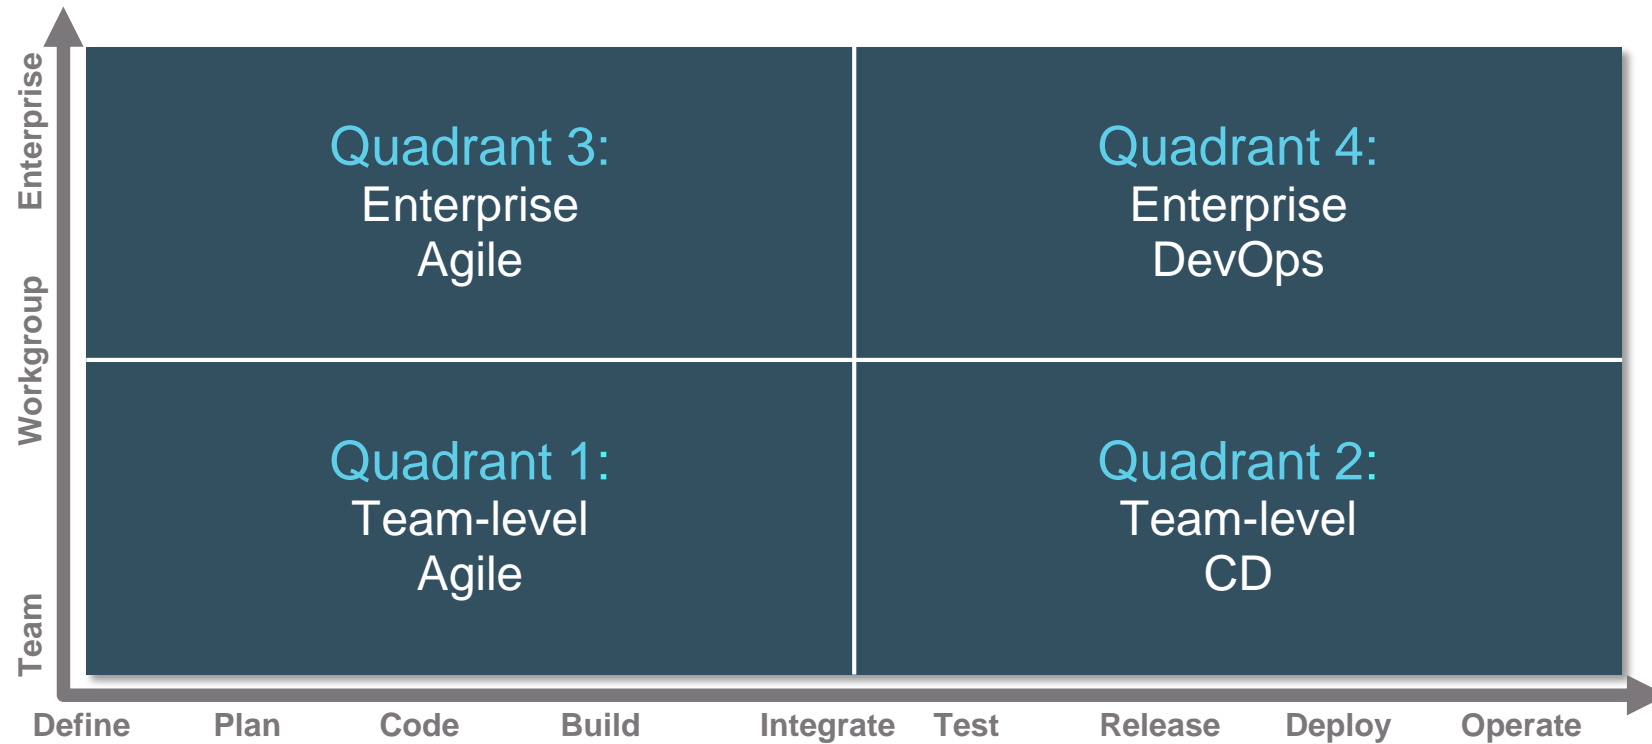 Enterprise
Workgroup
Team
Quadrant 3:
Enterprise
Agile
Quadrant 4:
Enterprise
DevOps
Quadrant 1:
Team-level
Agile
Quadrant 2:
Team-level
CD
Define Plan Code Build Integrate Test Release Deploy Operate